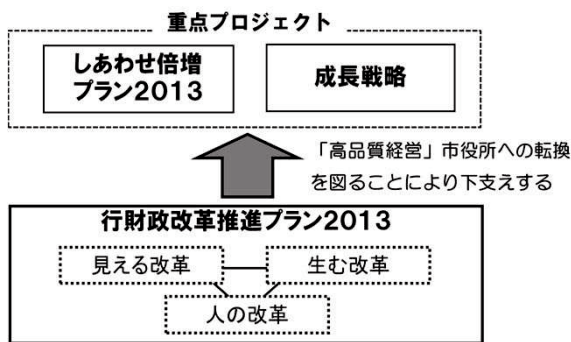 重点プロジェクト
しあわせ倍増
プラン2013
成長戦略
「高品質経営」市役所への転換
を図ることにより下支えする
行財政改革推進プラン2013
見える改革
生む改革
人の改革